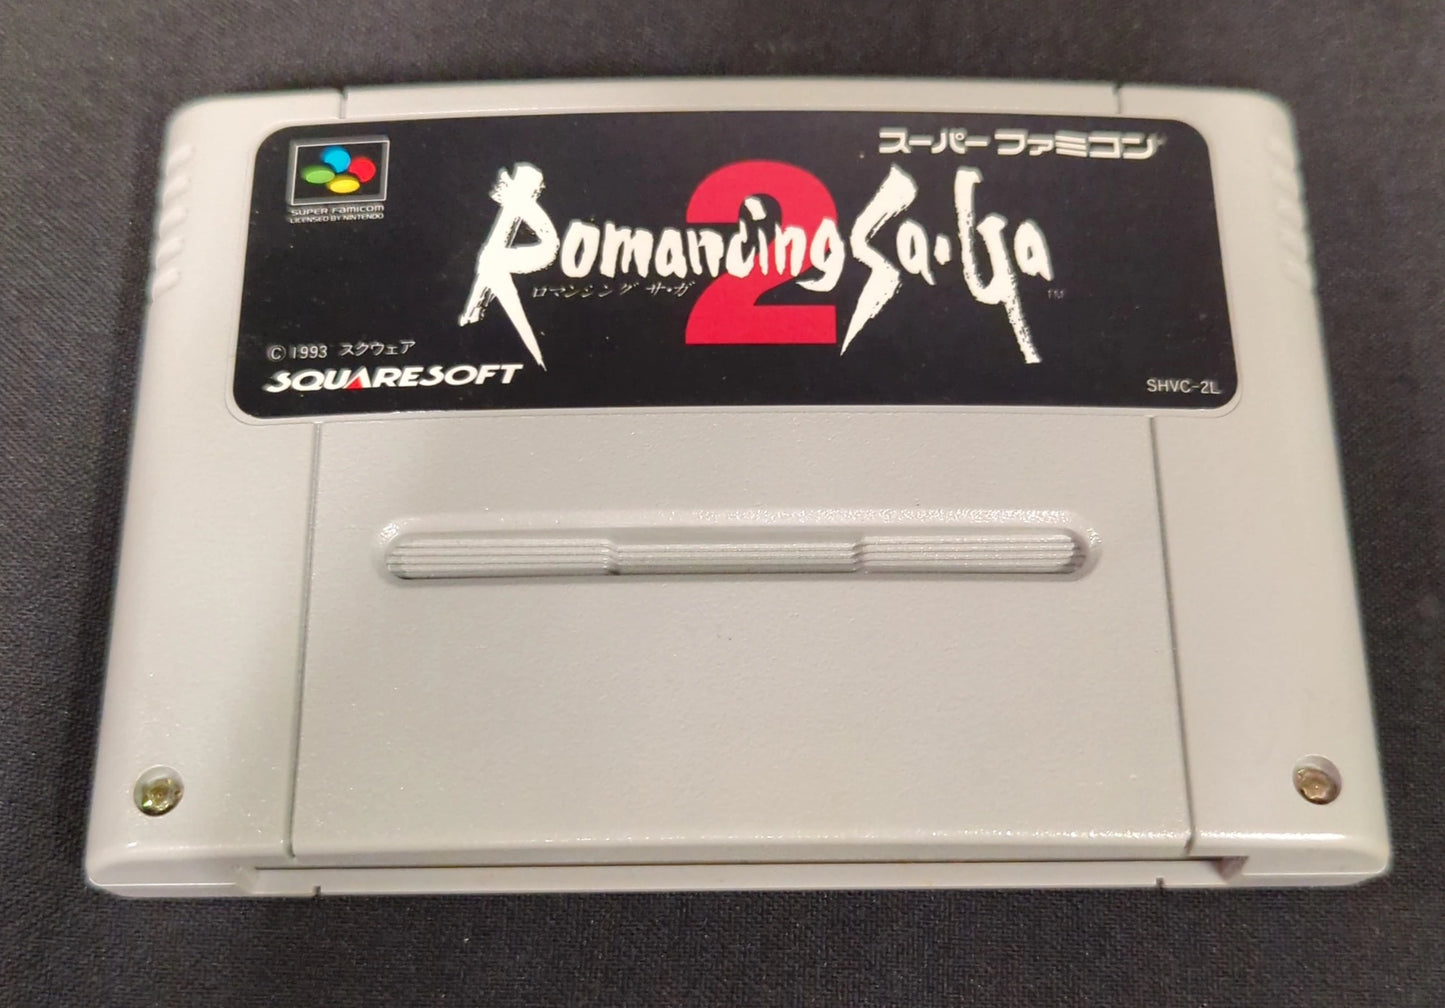 スーパーファミコン
SUPER FAMICOM
LICENSED BY NINTENDO
Romancing Sa·Ga
2
ロマンシング サ・ガ
TM
© 1993 スクウェア
SQUARESOFT
SHVC-2L